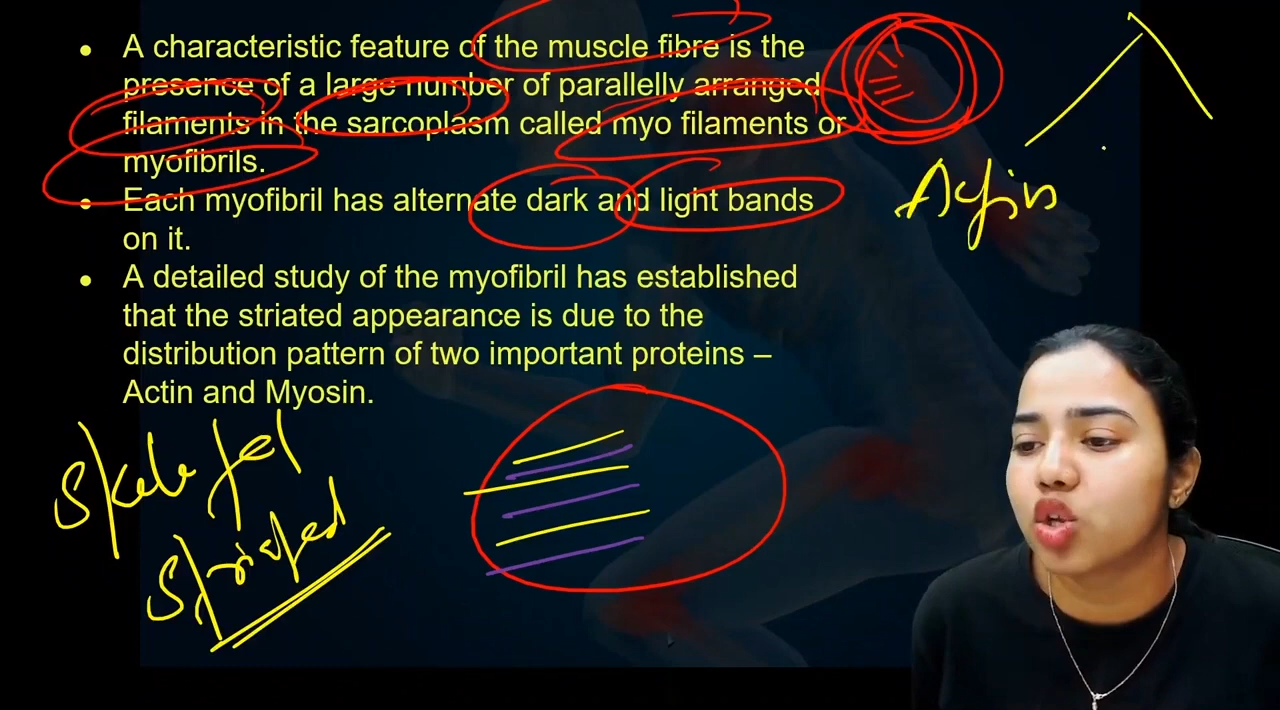 A characteristic feature of the muscle fibre is the
presence of a large number of parallelly arranged
filaments in the sarcoplasm called myo filaments or
myofibrils.
Each myofibril has alternate dark and light bands
on it.
A detailed study of the myofibril has established
that the striated appearance is due to the
distribution pattern of two important proteins –
Actin and Myosin.
Actin
Skeletal
Striated